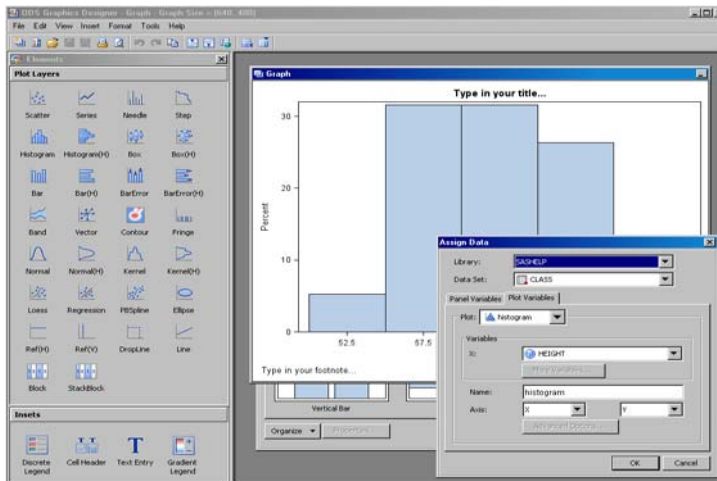 ODS Graphics Designer - Graph - Graph Size = (640, 480)
File Edit View Insert Format Tools Help
Elements
Plot Layers
Scatter Series Needle Step
Histogram Histogram(H) Box Box(H)
Bar Bar(H) BarError BarError(H)
Band Vector Contour Fringe
Normal Normal(H) Kernel Kernel(H)
Loess Regression PBSpline Ellipse
Ref(H) Ref(V) DropLine Line
Block StackBlock
Insets
Discrete Legend Cell Header Text Entry Gradient Legend
Graph
Type in your title...
30
20
10
0
Percent
52.5 57.5
Type in your footnote...
Vertical Bar
Organize Properties...
Assign Data
Library: SASHELP
Data Set: CLASS
Panel Variables Plot Variables
Plot: histogram
Variables
X: HEIGHT
More Variables...
Name: histogram
Axis: X Y
Advanced Options...
OK Cancel